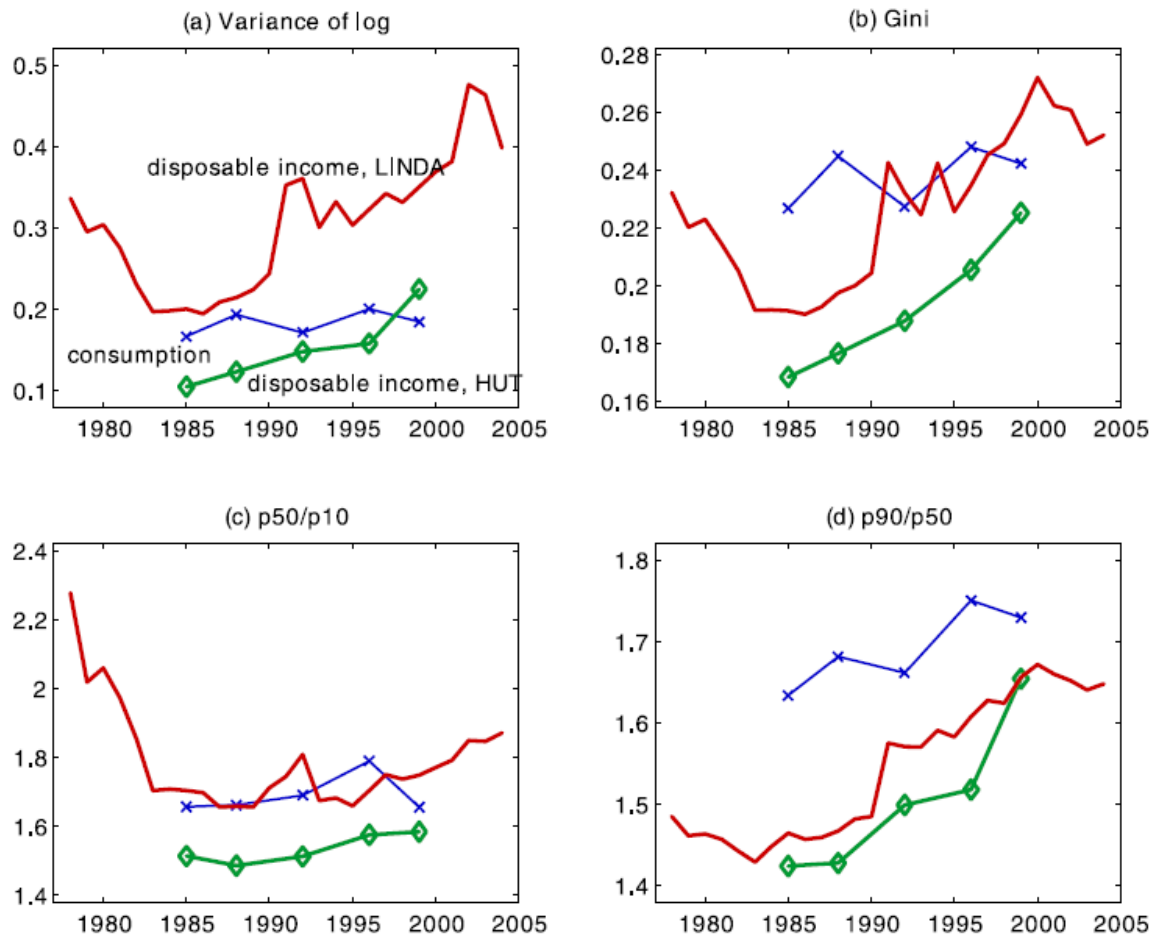 (a) Variance of log
0.5
0.4
0.3
0.2
0.1
disposable income, LINDA
consumption
disposable income, HUT
1980 1985 1990 1995 2000 2005
(b) Gini
0.28
0.26
0.24
0.22
0.2
0.18
0.16
1980 1985 1990 1995 2000 2005
(c) p50/p10
2.4
2.2
2
1.8
1.6
1.4
1980 1985 1990 1995 2000 2005
(d) p90/p50
1.8
1.7
1.6
1.5
1.4
1980 1985 1990 1995 2000 2005